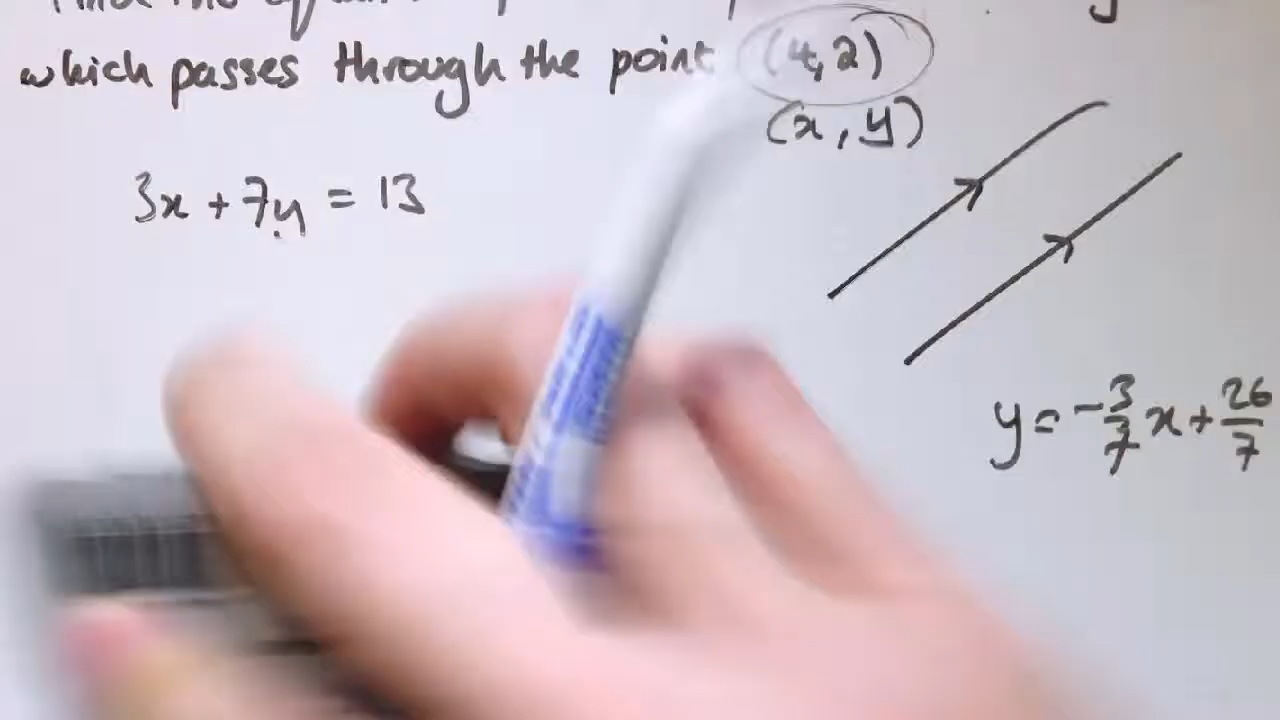 which passes through the point (4,2)
(x, y)
3x + 7y = 13
y = -3/7 x + 26/7